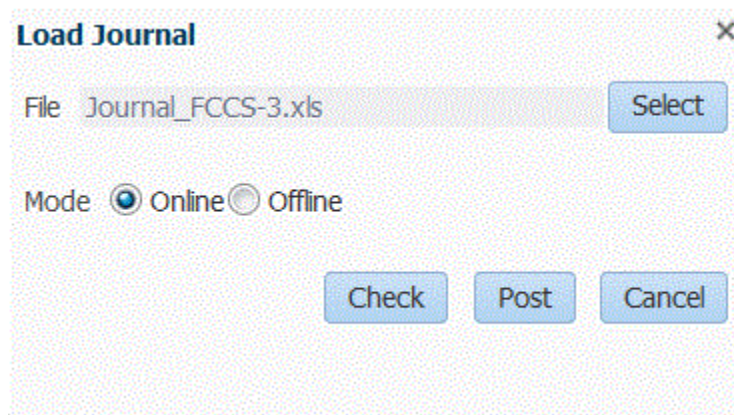 Load Journal
File Journal_FCCS-3.xls Select
Mode Online Offline
Check Post Cancel